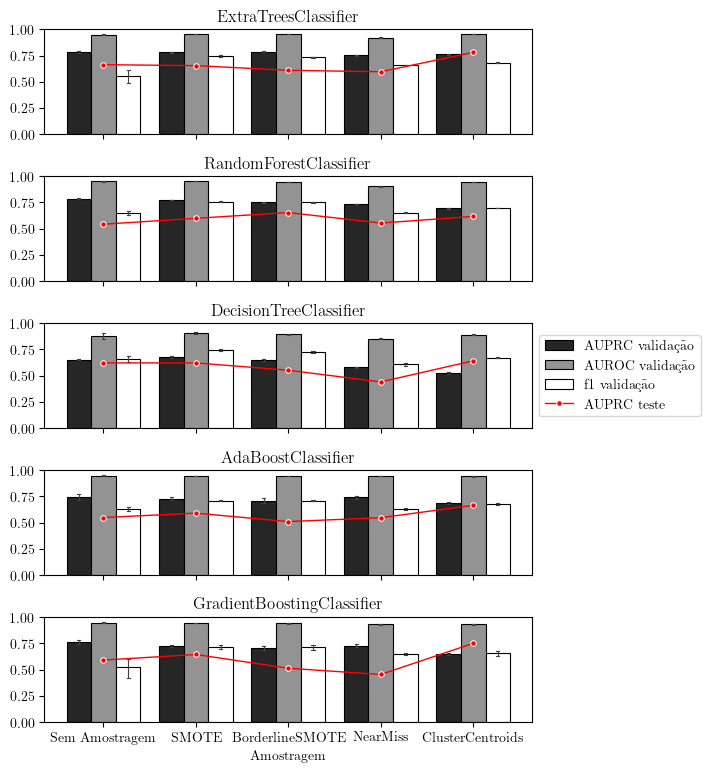 ExtraTreesClassifier
1.00
0.75
0.50
0.25
0.00
RandomForestClassifier
1.00
0.75
0.50
0.25
0.00
DecisionTreeClassifier
1.00
0.75
0.50
0.25
0.00
AUPRC validação
AUROC validação
f1 validação
AUPRC teste
AdaBoostClassifier
1.00
0.75
0.50
0.25
0.00
GradientBoostingClassifier
1.00
0.75
0.50
0.25
0.00
Sem Amostragem SMOTE BorderlineSMOTE NearMiss ClusterCentroids
Amostragem